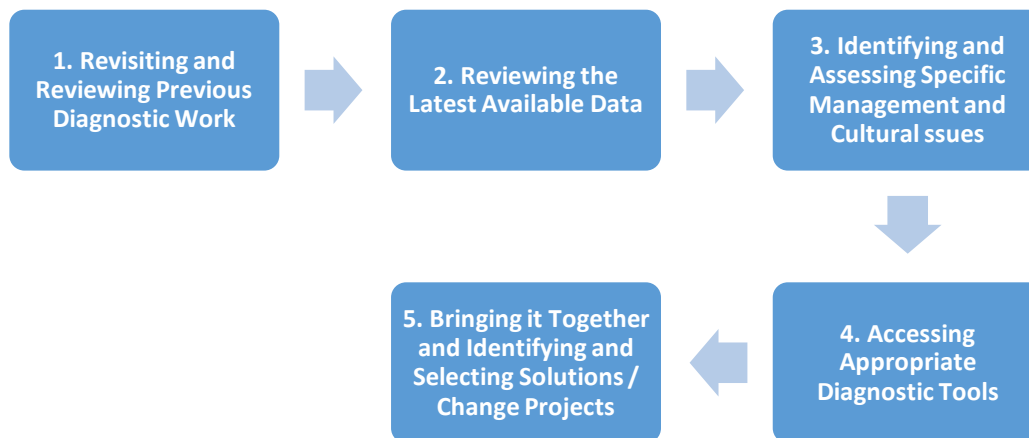 1. Revisiting and
Reviewing Previous
Diagnostic Work
2. Reviewing the
Latest Available Data
3. Identifying and
Assessing Specific
Management and
Cultural ssues
4. Accessing
Appropriate
Diagnostic Tools
5. Bringing it Together
and Identifying and
Selecting Solutions /
Change Projects